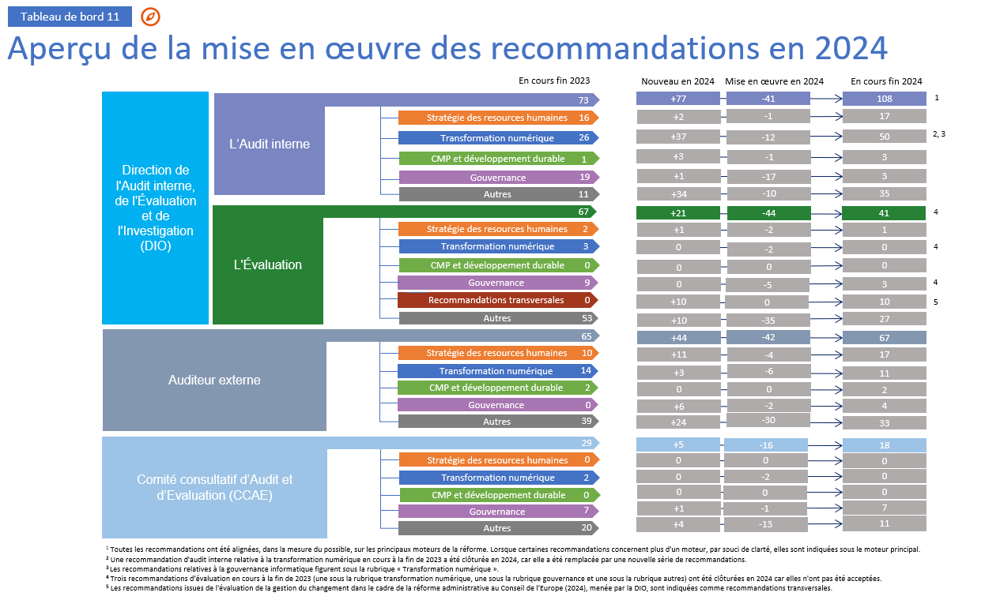 Tableau de bord 11
Aperçu de la mise en œuvre des recommandations en 2024
En cours fin 2023 Nouveau en 2024 Mise en œuvre en 2024 En cours fin 2024
Direction de
l'Audit interne,
de l'Évaluation
et de
l'Investigation
(DIO)
L'Audit interne
73 +77 -41 108 1
Stratégie des resources humaines 16 +2 -1 17
Transformation numérique 26 +37 -12 50 2, 3
CMP et développement durable 1 +3 -1 3
Gouvernance 19 +1 -17 3
Autres 11 +34 -10 35
L'Évaluation
67 +21 -44 41 4
Stratégie des resources humaines 2 +1 -2 1
Transformation numérique 3 0 -2 0 4
CMP et développement durable 0 0 0 0
Gouvernance 9 0 -5 3 4
Recommandations transversales 0 +10 0 10 5
Autres 53 +10 -35 27
Auditeur externe
65 +44 -42 67
Stratégie des resources humaines 10 +11 -4 17
Transformation numérique 14 +3 -6 11
CMP et développement durable 2 0 0 2
Gouvernance 0 +6 -2 4
Autres 39 +24 -30 33
Comité consultatif d'Audit et
d'Evaluation (CCAE)
29 +5 -16 18
Stratégie des resources humaines 0 0 0 0
Transformation numérique 2 0 -2 0
CMP et développement durable 0 0 0 0
Gouvernance 7 +1 -1 7
Autres 20 +4 -13 11
1 Toutes les recommandations ont été alignées, dans la mesure du possible, sur les principaux moteurs de la réforme. Lorsque certaines recommandations concernent plus d'un moteur, par souci de clarté, elles sont indiquées sous le moteur principal.
2 Une recommandation d'audit interne relative à la transformation numérique en cours à la fin de 2023 a été clôturée en 2024, car elle a été remplacée par une nouvelle série de recommandations.
3 Les recommandations relatives à la gouvernance informatique figurent sous la rubrique « Transformation numérique ».
4 Trois recommandations d'évaluation en cours à la fin de 2023 (une sous la rubrique transformation numérique, une sous la rubrique gouvernance et une sous la rubrique autres) ont été clôturées en 2024 car elles n'ont pas été acceptées.
5 Les recommandations issues de l'évaluation de la gestion du changement dans le cadre de la réforme administrative au Conseil de l'Europe (2024), menée par la DIO, sont indiquées comme recommandations transversales.